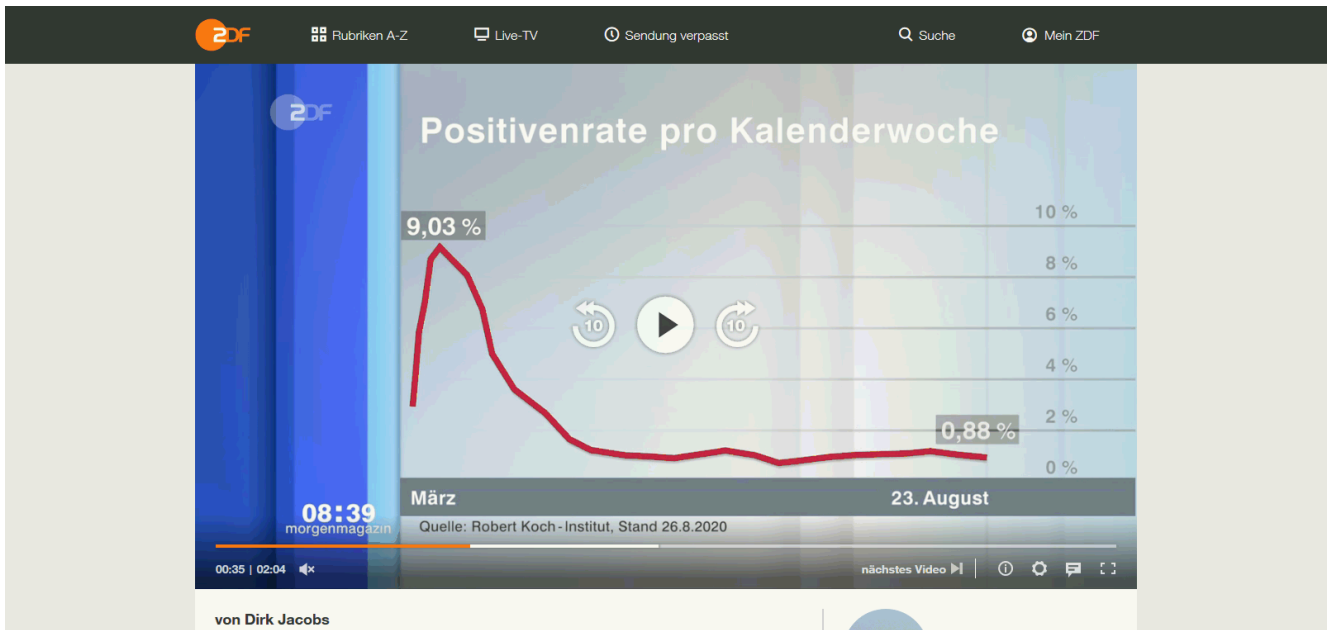 ZDF Rubriken A-Z Live-TV Sendung verpasst Suche Mein ZDF
ZDF
Positivenrate pro Kalenderwoche
9,03 %
10 %
8 %
6 %
4 %
2 %
0,88 %
0 %
10
10
März 23. August
08:39
morgenmagazin
Quelle: Robert Koch-Institut, Stand 26.8.2020
00:35 | 02:04 nächstes Video
von Dirk Jacobs